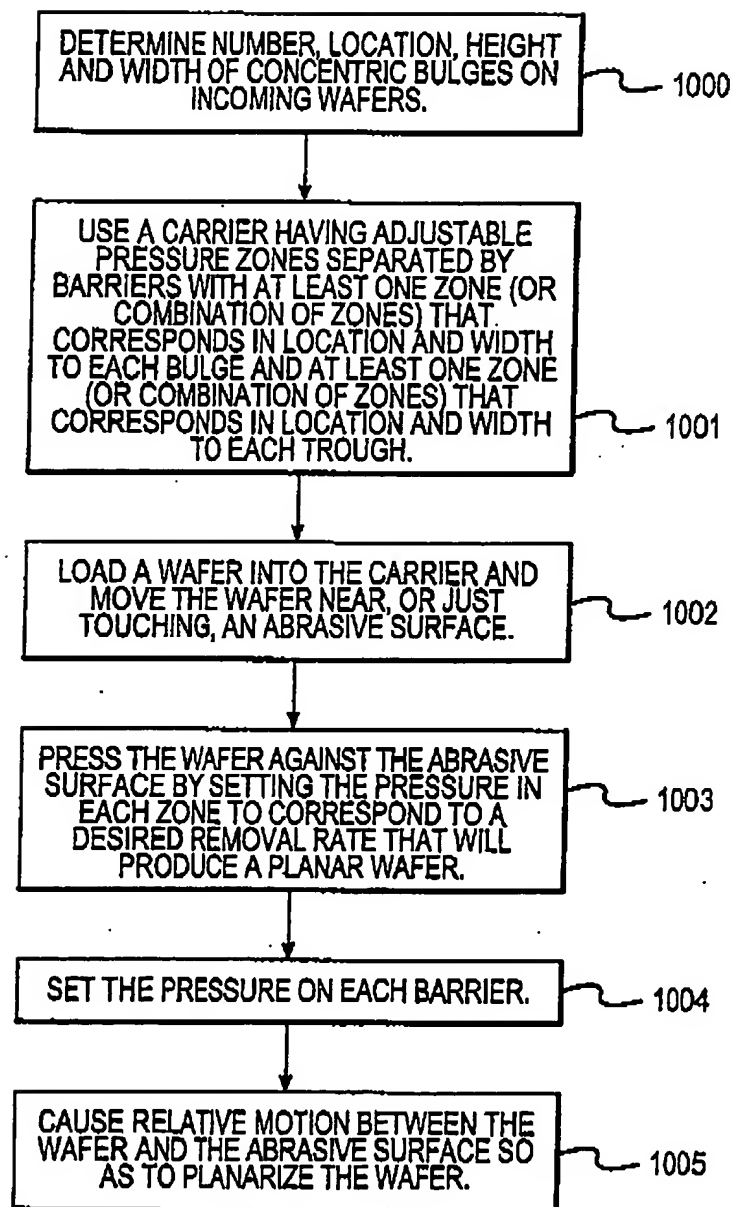 DETERMINE NUMBER, LOCATION, HEIGHT
AND WIDTH OF CONCENTRIC BULGES ON
INCOMING WAFERS.
1000
USE A CARRIER HAVING ADJUSTABLE
PRESSURE ZONES SEPARATED BY
BARRIERS WITH AT LEAST ONE ZONE (OR
COMBINATION OF ZONES) THAT
CORRESPONDS IN LOCATION AND WIDTH
TO EACH BULGE AND AT LEAST ONE ZONE
(OR COMBINATION OF ZONES) THAT
CORRESPONDS IN LOCATION AND WIDTH
TO EACH TROUGH.
1001
LOAD A WAFER INTO THE CARRIER AND
MOVE THE WAFER NEAR, OR JUST
TOUCHING, AN ABRASIVE SURFACE.
1002
PRESS THE WAFER AGAINST THE ABRASIVE
SURFACE BY SETTING THE PRESSURE IN
EACH ZONE TO CORRESPOND TO A
DESIRED REMOVAL RATE THAT WILL
PRODUCE A PLANAR WAFER.
1003
SET THE PRESSURE ON EACH BARRIER.
1004
CAUSE RELATIVE MOTION BETWEEN THE
WAFER AND THE ABRASIVE SURFACE SO
AS TO PLANARIZE THE WAFER.
1005